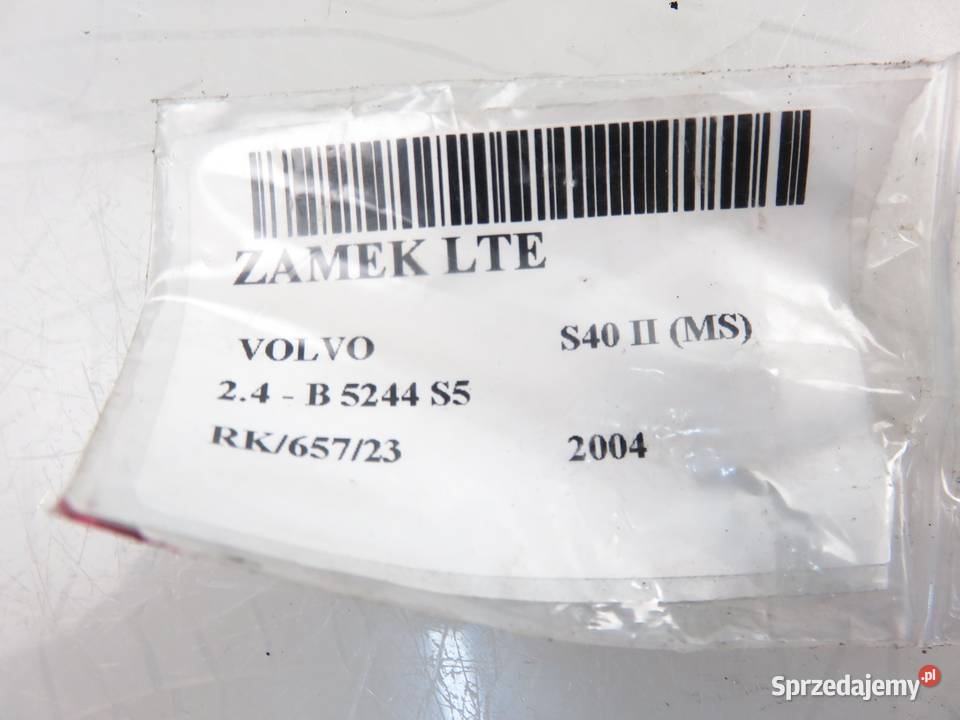 ZAMEK LTE
VOLVO S40 II (MS)
2.4 - B 5244 S5
RK/657/23 2004
Sprzedajemy.pl